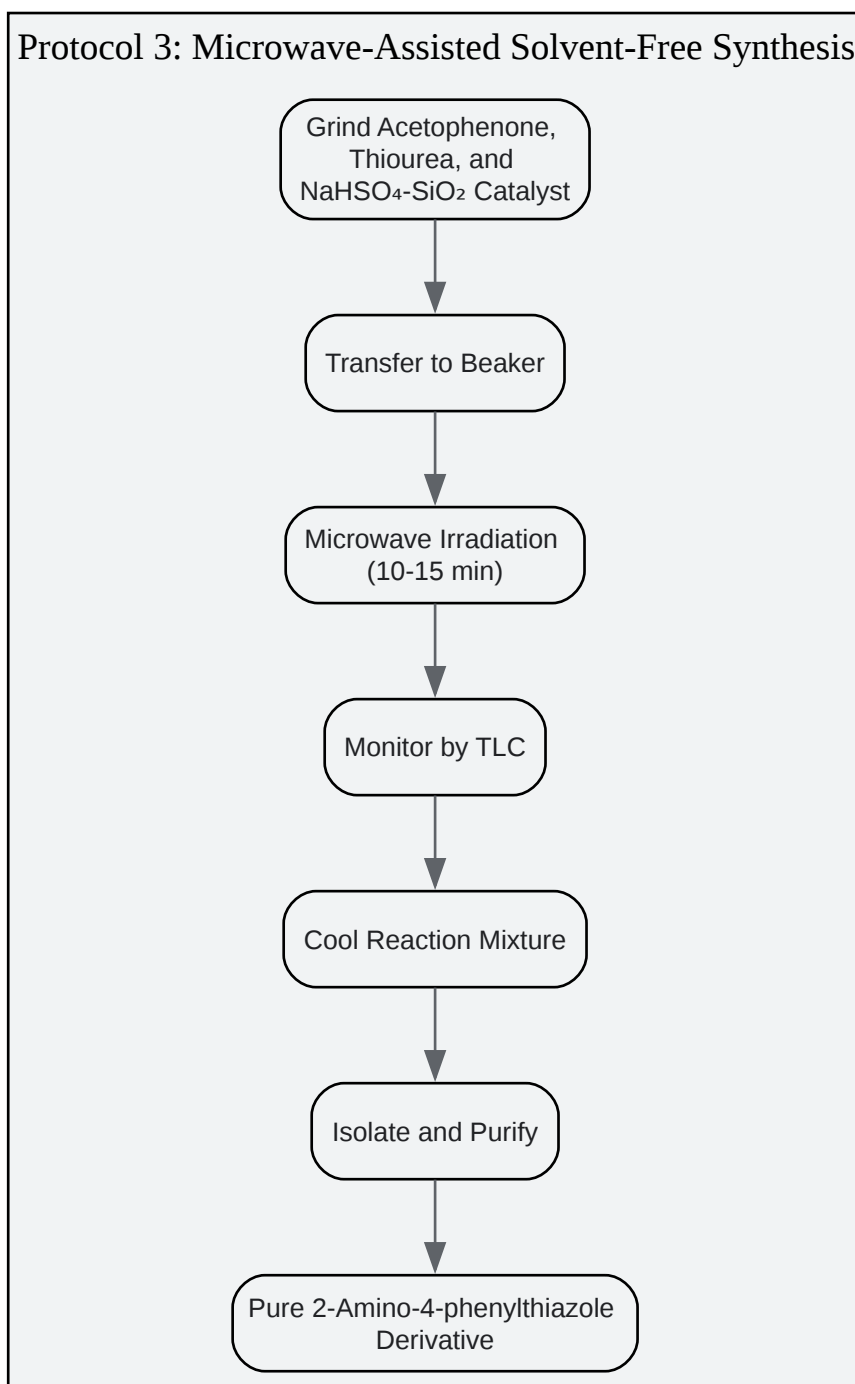 Protocol 3: Microwave-Assisted Solvent-Free Synthesis
Grind Acetophenone,
Thiourea, and
NaHSO₄-SiO₂ Catalyst
Transfer to Beaker
Microwave Irradiation
(10-15 min)
Monitor by TLC
Cool Reaction Mixture
Isolate and Purify
Pure 2-Amino-4-phenylthiazole
Derivative